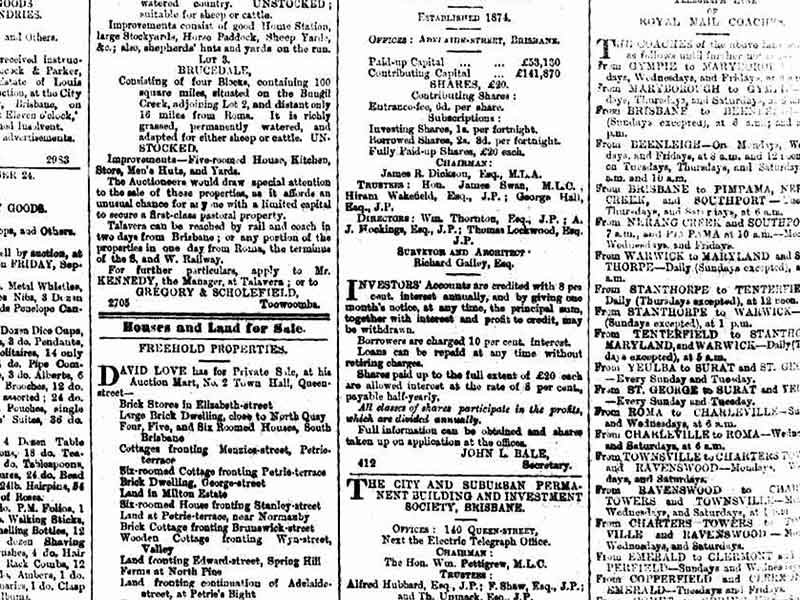 GOODS
RDINGS.
and Others.
received instruc-
cock & Parker,
Estate of Louis
uction, at the City
Brisbane, on
Eleven o'clock,'
ed Insolvent.
advertisements.
2983
BER 24.
Y GOODS.
ops, and Others.
sell by auction, at
on FRIDAY, Sep-
Metal Whistles,
en Nibs, 3 Dozen
do Penelope Can-
Dozen Dice Cups,
3 do. Pendants,
olitaires, 14 only
do. Pipe Com-
3 do. Alberts, 6
Brooches, 12 do.
assorted; 24 do.
Pouches, single
Suites, 36 do.
4 Dozen Table
18 do. Tea-
do. Tablespoons,
24 do. Bead
24lb. Hairpins, 54
of Roses.
do. P.M. Folios, 1
Walking Sticks,
Smelling Bottles, 12
dozen Shaving
4 do. Hair
Rack Combs, 12
Ambers, 1 do.
1 do. Clasp
Albums.
watered country. UNSTOCKED;
suitable for sheep or cattle.
Improvements consist of good Home Station,
large Stockyards, Horse Paddock, Sheep Yards,
&c.; also, shepherds' huts and yards on the run.
LOT 3.
BRUCEDALE,
Consisting of four Blocks, containing 100
square miles, situated on the Bungil
Creek, adjoining Lot 2, and distant only
16 miles from Roma. It is richly
grassed, permanently watered, and
adapted for either sheep or cattle. UN-
STOCKED.
Improvements—Five-roomed House, Kitchen,
Store, Men's Huts, and Yards.
The Auctioneers would draw special attention
to the sale of these properties, as it affords an
unusual chance for any one with a limited capital
to secure a first-class pastoral property.
Talavera can be reached by rail and coach in
two days from Brisbane; or any portion of the
properties in one day from Roma, the terminus
of the S. and W. Railway.
For further particulars, apply to Mr.
KENNEDY, the Manager, at Talavera; or to
GREGORY & SCHOLEFIELD,
2705 Toowoomba.
Houses and Land for Sale.
FREEHOLD PROPERTIES.
DAVID LOVE has for Private Sale, at his
Auction Mart, No. 2 Town Hall, Queen-
street—
Brick Stores in Elizabeth-street
Large Brick Dwelling, close to North Quay
Four, Five, and Six Roomed Houses, South
Brisbane
Cottages fronting Menzies-street, Petrie-
terrace
Six-roomed Cottage fronting Petrie-terrace
Brick Dwelling, George-street
Land in Milton Estate
Six-roomed House fronting Stanley-street
Land at Petrie-terrace, near Normanby
Brick Cottage fronting Brunswick-street
Wooden Cottage fronting Wyn-street,
Valley
Land fronting Edward-street, Spring Hill
Farms at North Pine
Land fronting continuation of Adelaide-
street, at Petrie's Bight
ESTABLISHED 1874.
OFFICES: ADELAIDE-STREET, BRISBANE.
Paid-up Capital ... ... £53,130
Contributing Capital ... £141,870
SHARES, £20.
Contributing Shares:
Entrance-fee, 6d. per share.
Subscriptions:
Investing Shares, 1s. per fortnight.
Borrowed Shares, 2s. 8d. per fortnight.
Fully Paid-up Shares, £20 each.
CHAIRMAN:
James R. Dickson, Esq., M.L.A.
TRUSTEES: Hon. James Swan, M.L.C.,
Hiram Wakefield, Esq., J.P.; George Hall,
Esq., J.P.
DIRECTORS: Wm. Thornton, Esq., J.P.; A.
J. Hockings, Esq., J.P.; Thomas Lockwood, Esq.
J.P.
SURVEYOR AND ARCHITECT:
Richard Gailey, Esq.
INVESTORS' Accounts are credited with 8 per
cent. interest annually, and by giving one
month's notice, at any time, the principal sum,
together with interest and profit to credit, may
be withdrawn.
Borrowers are charged 10 per cent. interest.
Loans can be repaid at any time without
retiring charges.
Shares paid up to the full extent of £20 each
are allowed interest at the rate of 8 per cent,
payable half-yearly.
All classes of shares participate in the profits,
which are divided annually.
Full information can be obtained and shares
taken up on application at the offices.
JOHN L. BALE,
412 Secretary.
THE CITY AND SUBURBAN PERMA-
NENT BUILDING AND INVESTMENT
SOCIETY, BRISBANE.
OFFICES: 140 QUEEN-STREET,
Next the Electric Telegraph Office.
CHAIRMAN:
The Hon. Wm. Pettigrew, M.L.C.
TRUSTEES:
Alfred Hubbard, Esq., J.P.; F. Shaw, Esq., J.P.;
and Th. Unmack, Esq., J.P.
TELEGRAPH LINE
OF
ROYAL MAIL COACHES.
THE COACHES of the above line
as follows until further notice:—
From GYMPIE to MARYBOROUGH
days, Wednesdays, and Fridays,
From MARYBOROUGH to GYMPIE
days, Thursdays, and Saturdays,
From BRISBANE to BEENLEIGH
(Sundays excepted), at 6 a.m. and
p.m.
From BEENLEIGH—On Mondays, W
days, and Fridays, at 8 a.m. and 12
on Tuesdays, Thursdays, and Saturdays,
a.m. and 10 a.m.
From BRISBANE to PIMPAMA, NE
CREEK, and SOUTHPORT—
Thursdays, and Saturdays, at 6 a.m.
From NERANG CREEK and SOUTHPO
7 a.m., and PIMPAMA at 10 a.m.—Mo
Wednesdays, and Fridays.
From WARWICK to MARYLAND and S
THORPE—Daily (Sundays excepted),
a.m.
From STANTHORPE to TENTERFI
Daily (Thursdays excepted), at 12 noon.
From STANTHORPE to WARWICK—
(Sundays excepted), at 1 p.m.
From TENTERFIELD to STANTHO
MARYLAND, and WARWICK—Daily (T
days excepted), at 5 a.m.
From YEULBA to SURAT and ST. GE
—Every Sunday and Tuesday.
From ST. GEORGE to SURAT and YEU
—Every Sunday and Tuesday.
From ROMA to CHARLEVILLE—Su
and Wednesdays, at 6 a.m.
From CHARLEVILLE to ROMA—Wed
and Saturdays, at 6 a.m.
From TOWNSVILLE to CHARTERS T
and RAVENSWOOD—Mondays, W
days, and Saturdays.
From RAVENSWOOD to CHART
TOWERS and TOWNSVILLE—Mon
Wednesdays, and Saturdays, at
From CHARTERS TOWERS to TO
VILLE and RAVENSWOOD—Mo
Wednesdays, and Saturdays.
From EMERALD to CLERMONT a
PERFIELD—Sundays and Wednesdays
From COPPERFIELD and CLERM
EMERALD—Tuesdays and Fridays.